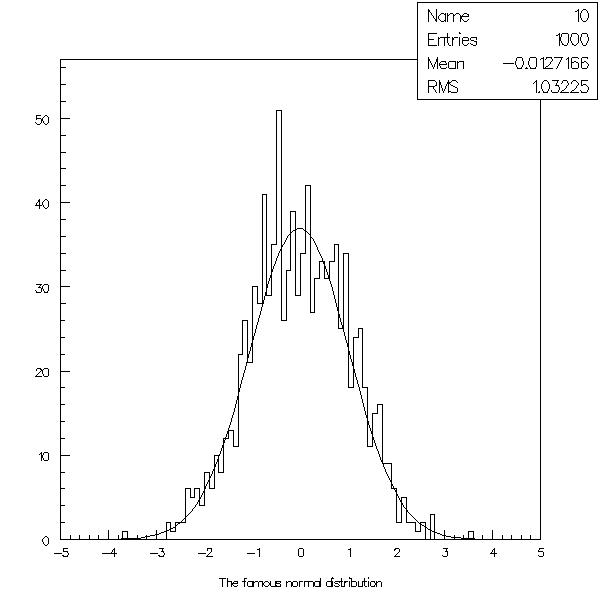 Name 10
Entries 1000
Mean -0.0127166
RMS 1.03225
50
40
30
20
10
0
-5 -4 -3 -2 -1 0 1 2 3 4 5
The famous normal distribution